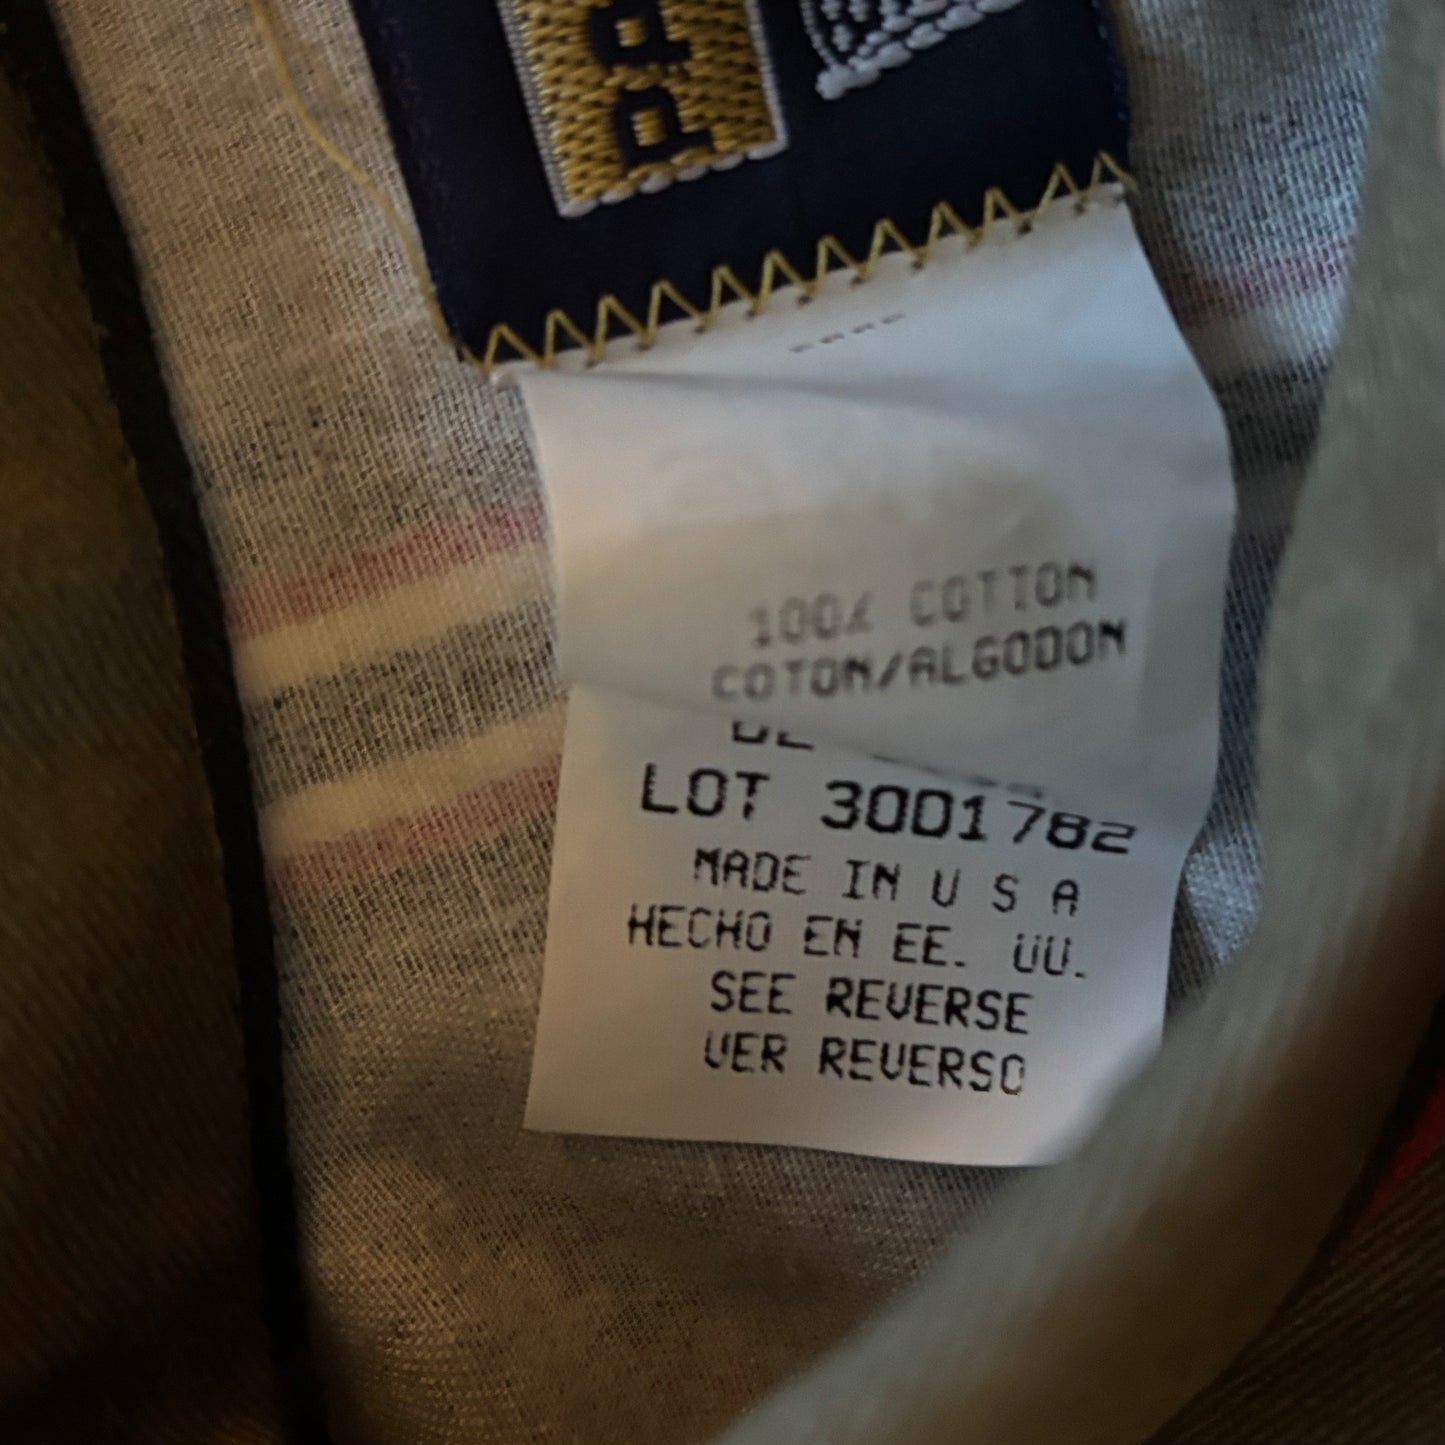 100% COTTON
COTON/ALGODON
LOT 3001782
MADE IN U S A
HECHO EN EE. UU.
SEE REVERSE
VER REVERSO